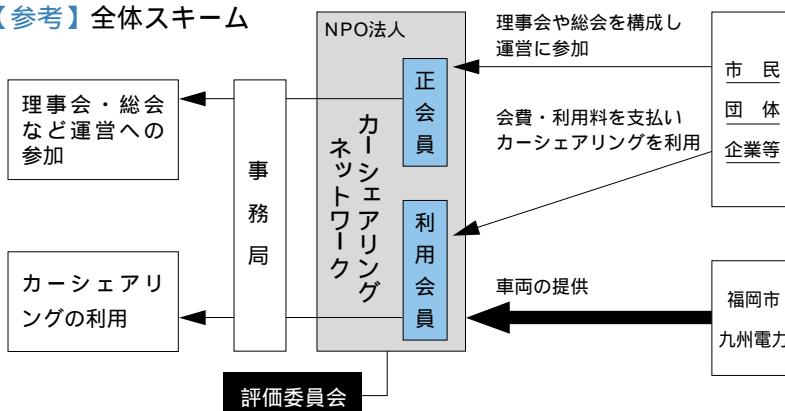 【参考】全体スキーム
NPO法人
理事会や総会を構成し
運営に参加
会費・利用料を支払い
カーシェアリングを利用
市民
団体
企業等
正会員
理事会・総会
など運営への
参加
事務局
カーシェアリング
ネットワーク
利用会員
カーシェアリ
ングの利用
車両の提供
福岡市
九州電力
評価委員会